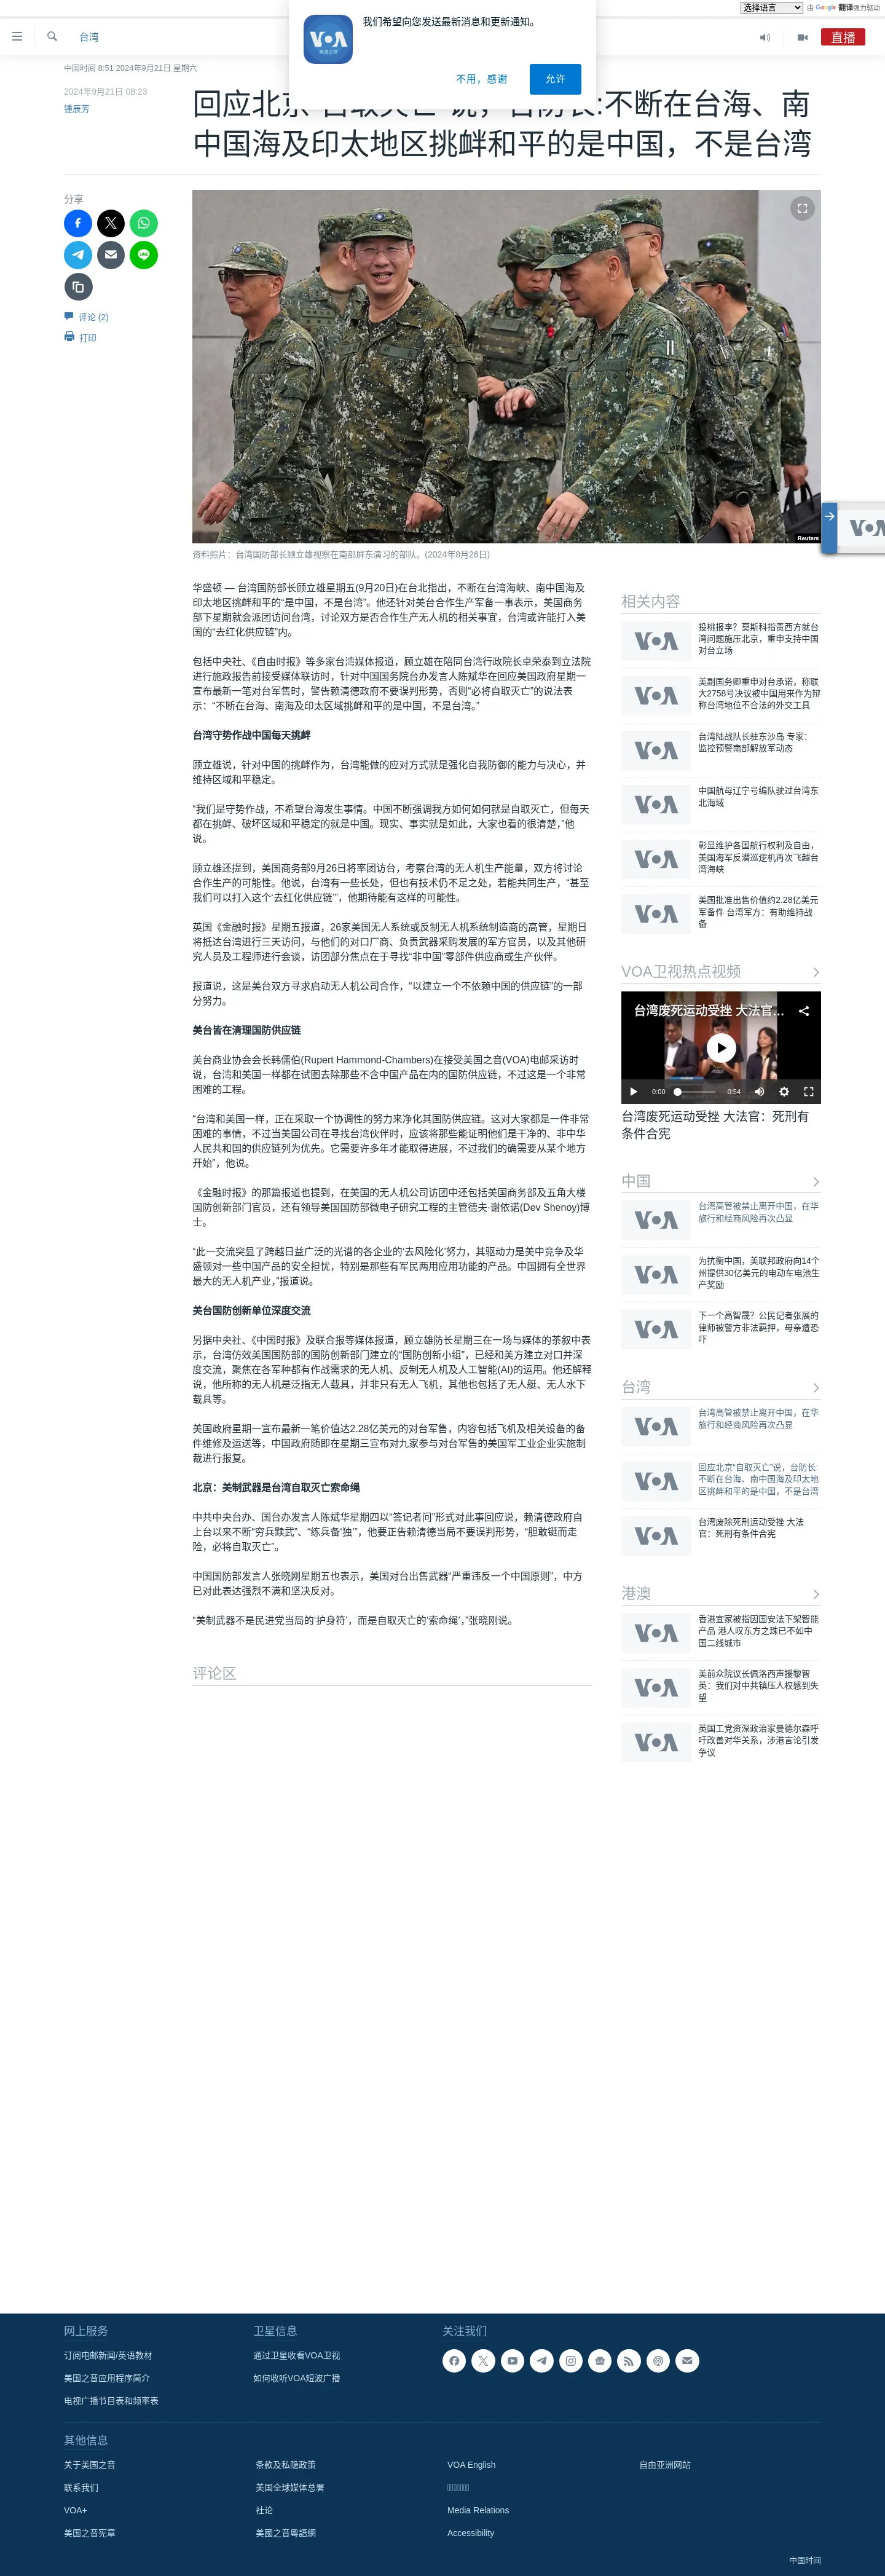 选择语言 由 Google 翻译强力驱动
我们希望向您发送最新消息和更新通知。
不用，感谢
允许
VOA
台湾
直播
中国时间 8:51 2024年9月21日 星期六
2024年9月21日 08:23
锺辰芳
不断在台海、南
中国海及印太地区挑衅和平的是中国，不是台湾
分享
评论 (2)
打印
Reuters
资料照片：台湾国防部长顾立雄视察在南部屏东演习的部队。(2024年8月26日)
华盛顿 — 台湾国防部长顾立雄星期五(9月20日)在台北指出，不断在台湾海峡、南中国海及
印太地区挑衅和平的“是中国，不是台湾”。他还针对美台合作生产军备一事表示，美国商务
部下星期就会派团访问台湾，讨论双方是否合作生产无人机的相关事宜，台湾或许能打入美
国的“去红化供应链”内。
包括中央社、《自由时报》等多家台湾媒体报道，顾立雄在陪同台湾行政院长卓荣泰到立法院
进行施政报告前接受媒体联访时，针对中国国务院台办发言人陈斌华在回应美国政府星期一
宣布最新一笔对台军售时，警告赖清德政府不要误判形势，否则“必将自取灭亡”的说法表
示：“不断在台海、南海及印太区域挑衅和平的是中国，不是台湾。”
台湾守势作战中国每天挑衅
顾立雄说，针对中国的挑衅作为，台湾能做的应对方式就是强化自我防御的能力与决心，并
维持区域和平稳定。
“我们是守势作战，不希望台海发生事情。中国不断强调我方如何如何就是自取灭亡，但每天
都在挑衅、破坏区域和平稳定的就是中国。现实、事实就是如此，大家也看的很清楚，”他
说。
顾立雄还提到，美国商务部9月26日将率团访台，考察台湾的无人机生产能量，双方将讨论
合作生产的可能性。他说，台湾有一些长处，但也有技术仍不足之处，若能共同生产，“甚至
我们可以打入这个‘去红化供应链’”，他期待能有这样的可能性。
英国《金融时报》星期五报道，26家美国无人系统或反制无人机系统制造商的高管，星期日
将抵达台湾进行三天访问，与他们的对口厂商、负责武器采购发展的军方官员，以及其他研
究人员及工程师进行会谈，访团部分焦点在于寻找“非中国”零部件供应商或生产伙伴。
报道说，这是美台双方寻求启动无人机公司合作，“以建立一个不依赖中国的供应链”的一部
分努力。
美台皆在清理国防供应链
美台商业协会会长韩儒伯(Rupert Hammond-Chambers)在接受美国之音(VOA)电邮采访时
说，台湾和美国一样都在试图去除那些不含中国产品在内的国防供应链，不过这是一个非常
困难的工程。
“台湾和美国一样，正在采取一个协调性的努力来净化其国防供应链。这对大家都是一件非常
困难的事情，不过当美国公司在寻找台湾伙伴时，应该将那些能证明他们是干净的、非中华
人民共和国的供应链列为优先。它需要许多年才能取得进展，不过我们的确需要从某个地方
开始”，他说。
《金融时报》的那篇报道也提到，在美国的无人机公司访团中还包括美国商务部及五角大楼
国防创新部门官员，还有领导美国国防部微电子研究工程的主管德夫·谢依诺(Dev Shenoy)博
士。
“此一交流突显了跨越日益广泛的光谱的各企业的‘去风险化’努力，其驱动力是美中竞争及华
盛顿对一些中国产品的安全担忧，特别是那些有军民两用应用功能的产品。中国拥有全世界
最大的无人机产业，”报道说。
美台国防创新单位深度交流
另据中央社、《中国时报》及联合报等媒体报道，顾立雄防长星期三在一场与媒体的茶叙中表
示，台湾仿效美国国防部的国防创新部门建立的“国防创新小组”，已经和美方建立对口并深
度交流，聚焦在各军种都有作战需求的无人机、反制无人机及人工智能(AI)的运用。他还解释
说，他所称的无人机是泛指无人载具，并非只有无人飞机，其他也包括了无人艇、无人水下
载具等。
美国政府星期一宣布最新一笔价值达2.28亿美元的对台军售，内容包括飞机及相关设备的备
件维修及运送等，中国政府随即在星期三宣布对九家参与对台军售的美国军工业企业实施制
裁进行报复。
北京：美制武器是台湾自取灭亡索命绳
中共中央台办、国台办发言人陈斌华星期四以“答记者问”形式对此事回应说，赖清德政府自
上台以来不断“穷兵黩武”、“练兵备‘独’”，他要正告赖清德当局不要误判形势，“胆敢铤而走
险，必将自取灭亡”。
中国国防部发言人张晓刚星期五也表示，美国对台出售武器“严重违反一个中国原则”，中方
已对此表达强烈不满和坚决反对。
“美制武器不是民进党当局的‘护身符’，而是自取灭亡的‘索命绳’，”张晓刚说。
评论区
相关内容
投桃报李？莫斯科指责西方就台
湾问题施压北京，重申支持中国
对台立场
美副国务卿重申对台承诺，称联
大2758号决议被中国用来作为辩
称台湾地位不合法的外交工具
台湾陆战队长驻东沙岛 专家：
监控预警南部解放军动态
中国航母辽宁号编队驶过台湾东
北海域
彰显维护各国航行权利及自由，
美国海军反潜巡逻机再次飞越台
湾海峡
美国批准出售价值约2.28亿美元
军备件 台湾军方：有助维持战
备
VOA卫视热点视频
台湾废死运动受挫 大法官...
0:00
0:54
台湾废死运动受挫 大法官：死刑有
条件合宪
中国
台湾高管被禁止离开中国，在华
旅行和经商风险再次凸显
为抗衡中国，美联邦政府向14个
州提供30亿美元的电动车电池生
产奖励
下一个高智晟？公民记者张展的
律师被警方非法羁押，母亲遭恐
吓
台湾
台湾高管被禁止离开中国，在华
旅行和经商风险再次凸显
回应北京“自取灭亡”说，台防长:
不断在台海、南中国海及印太地
区挑衅和平的是中国，不是台湾
台湾废除死刑运动受挫 大法
官：死刑有条件合宪
港澳
香港宜家被指因国安法下架智能
产品 港人叹东方之珠已不如中
国二线城市
美前众院议长佩洛西声援黎智
英：我们对中共镇压人权感到失
望
英国工党资深政治家曼德尔森呼
吁改善对华关系，涉港言论引发
争议
网上服务
订阅电邮新闻/英语教材
美国之音应用程序简介
电视广播节目表和频率表
卫星信息
通过卫星收看VOA卫视
如何收听VOA短波广播
关注我们
其他信息
关于美国之音
条款及私隐政策
VOA English
自由亚洲网站
联系我们
美国全球媒体总署
VOA+
社论
Media Relations
美国之音宪章
美國之音粵語網
Accessibility
中国时间